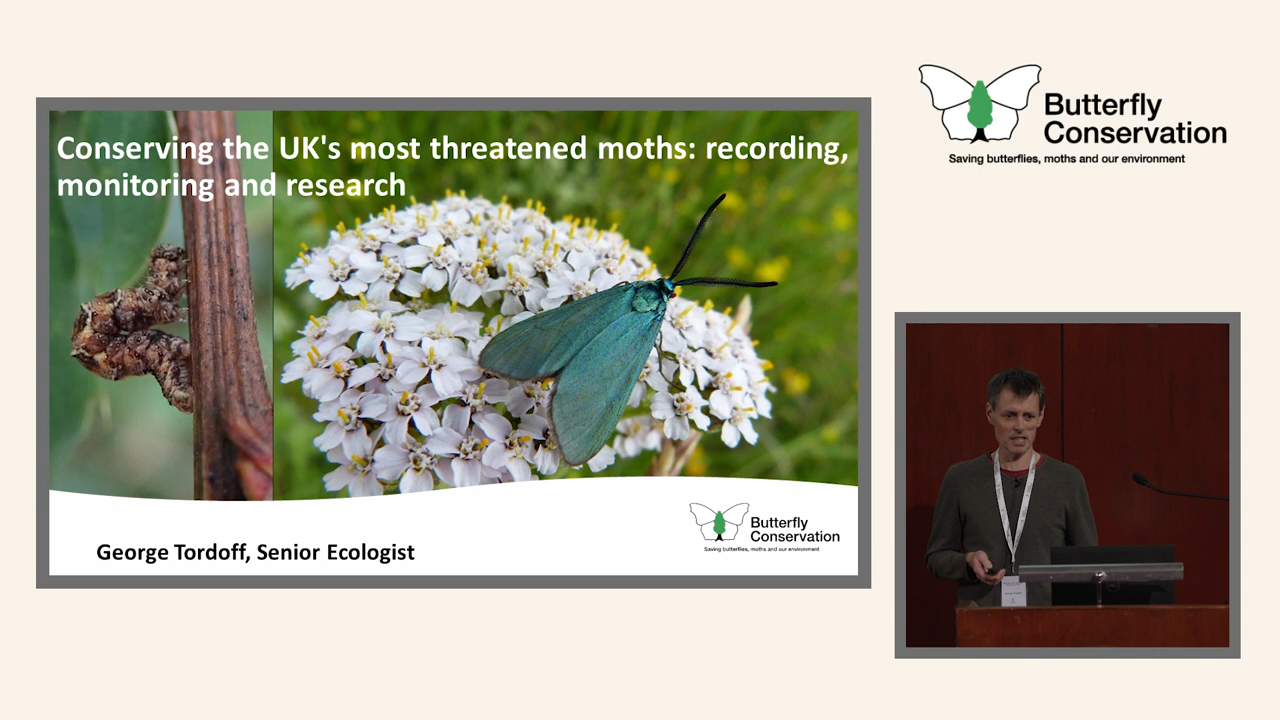 Conserving the UK's most threatened moths: recording,
monitoring and research
George Tordoff, Senior Ecologist
Butterfly
Conservation
Saving butterflies, moths and our environment
Butterfly
Conservation
Saving butterflies, moths and our environment